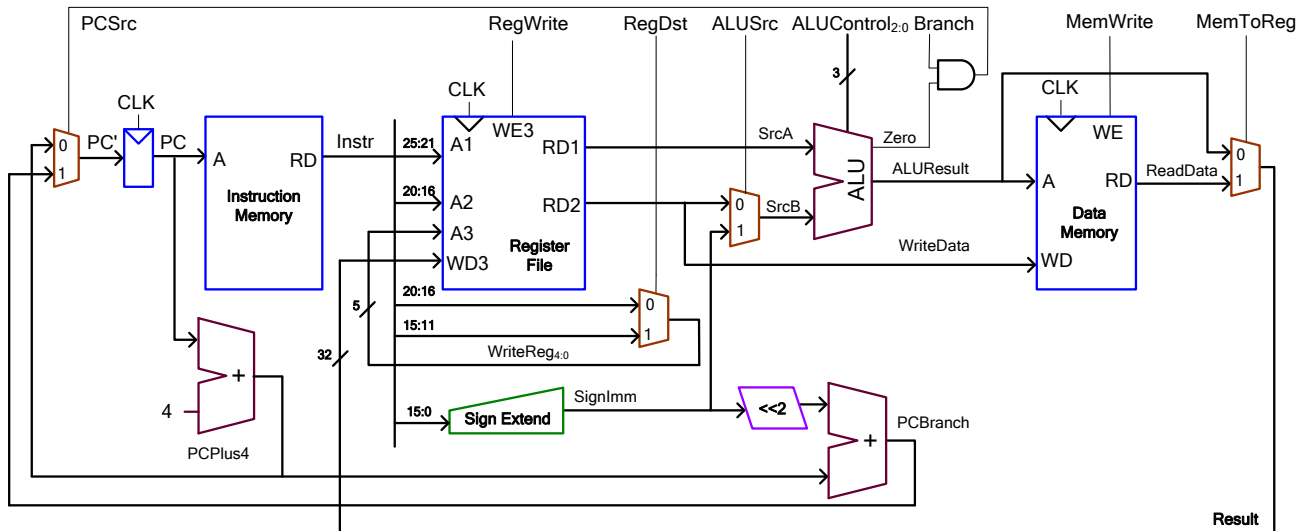 PCSrc RegWrite RegDst ALUSrc ALUControl2:0 Branch MemWrite MemToReg
3
CLK CLK CLK
PC' PC Instr SrcA Zero
0
1
A RD
Instruction
Memory
25:21
20:16
A1 WE3 RD1
A2 RD2
A3
WD3
Register
File
0
1
SrcB
ALU
ALUResult
WriteData
WE
A RD
Data
Memory
WD
ReadData
0
1
5
32
20:16
15:11
0
1
WriteReg4:0
+
4
PCPlus4
15:0
Sign Extend
SignImm
<<2
+
PCBranch
Result